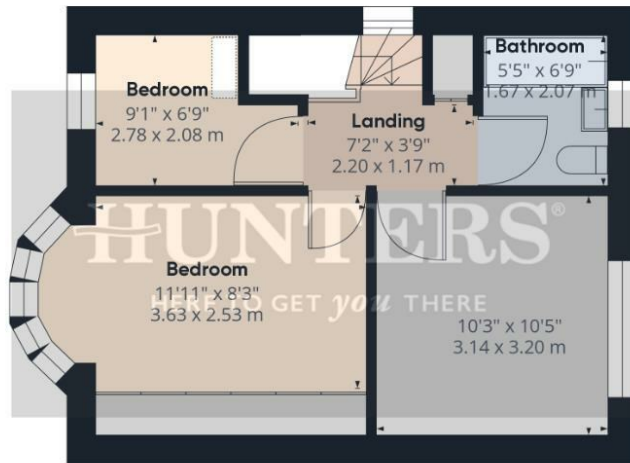 Bedroom
9'1" x 6'9"
2.78 x 2.08 m
Landing
7'2" x 3'9"
2.20 x 1.17 m
Bathroom
5'5" x 6'9"
1.67 x 2.07 m
HUNTERS®
HERE TO GET you THERE
Bedroom
11'11" x 8'3"
3.63 x 2.53 m
10'3" x 10'5"
3.14 x 3.20 m